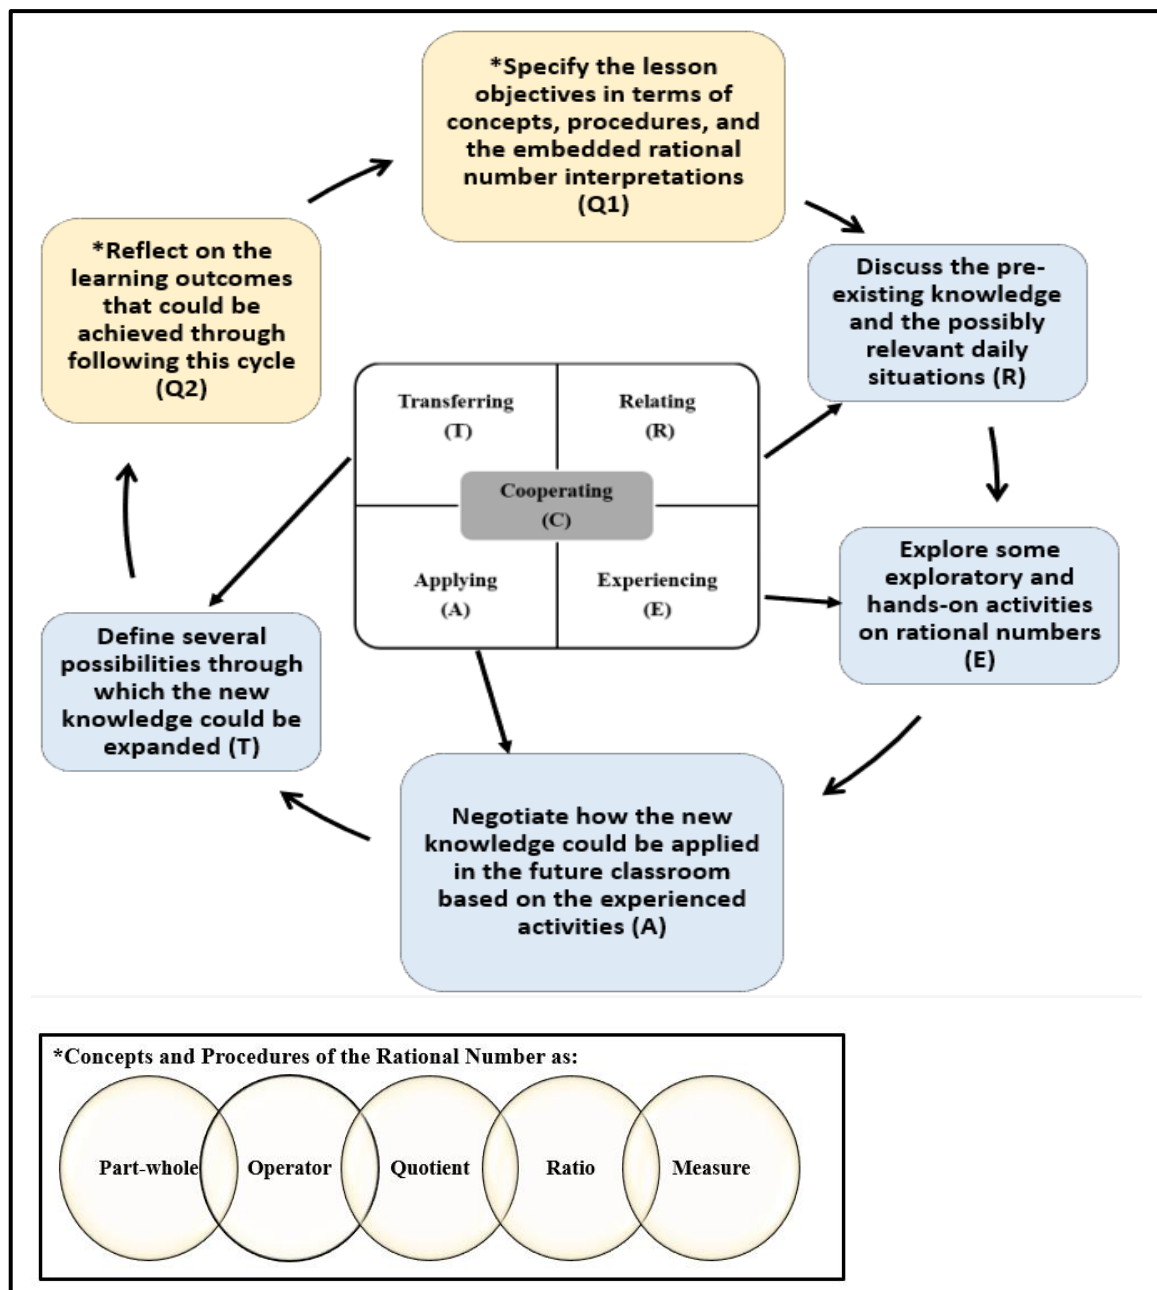 *Specify the lesson
objectives in terms of
concepts, procedures, and
the embedded rational
number interpretations
(Q1)
*Reflect on the
learning outcomes
that could be
achieved through
following this cycle
(Q2)
Discuss the pre-
existing knowledge
and the possibly
relevant daily
situations (R)
Transferring
(T)
Relating
(R)
Cooperating
(C)
Applying
(A)
Experiencing
(E)
Explore some
exploratory and
hands-on activities
on rational numbers
(E)
Define several
possibilities through
which the new
knowledge could be
expanded (T)
Negotiate how the new
knowledge could be applied
in the future classroom
based on the experienced
activities (A)
*Concepts and Procedures of the Rational Number as:
Part-whole
Operator
Quotient
Ratio
Measure